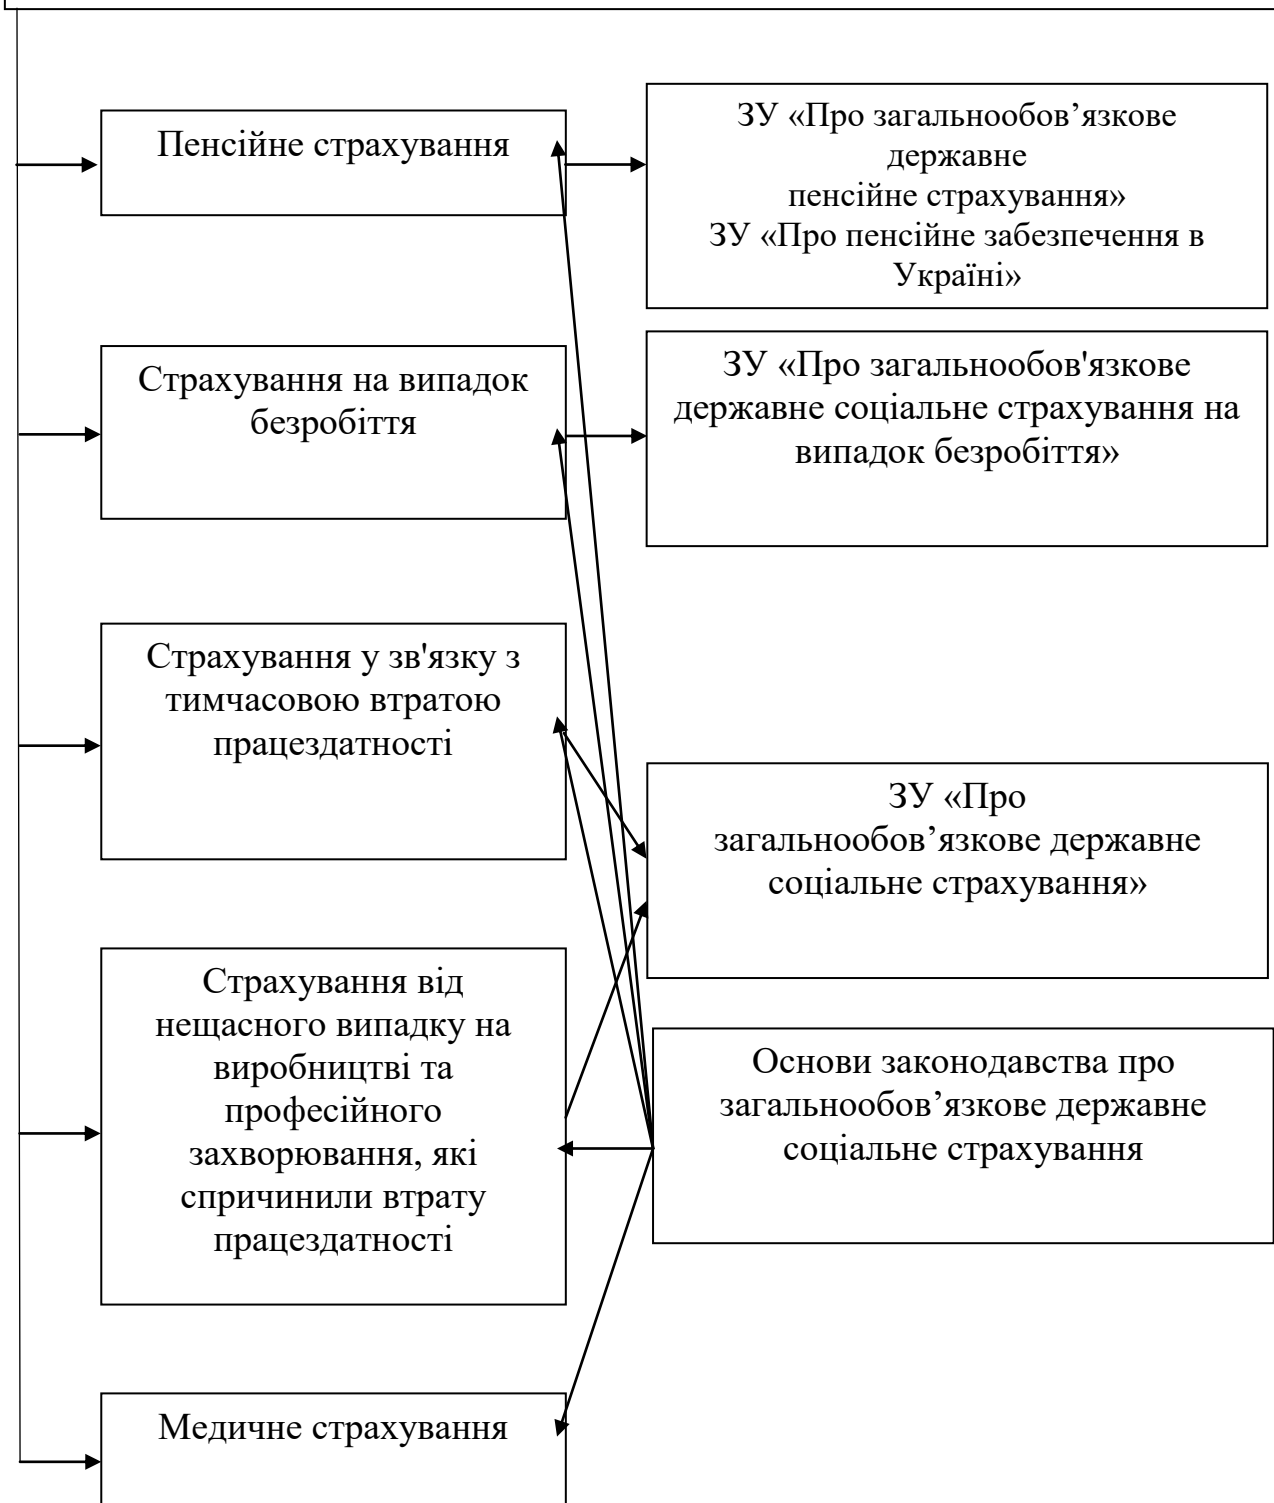 Пенсійне страхування
ЗУ «Про загальнообов’язкове
державне
пенсійне страхування»
ЗУ «Про пенсійне забезпечення в
Україні»
Страхування на випадок
безробіття
ЗУ «Про загальнообов'язкове
державне соціальне страхування на
випадок безробіття»
Страхування у зв'язку з
тимчасовою втратою
працездатності
ЗУ «Про
загальнообов’язкове державне
соціальне страхування»
Страхування від
нещасного випадку на
виробництві та
професійного
захворювання, які
спричинили втрату
працездатності
Основи законодавства про
загальнообов’язкове державне
соціальне страхування
Медичне страхування